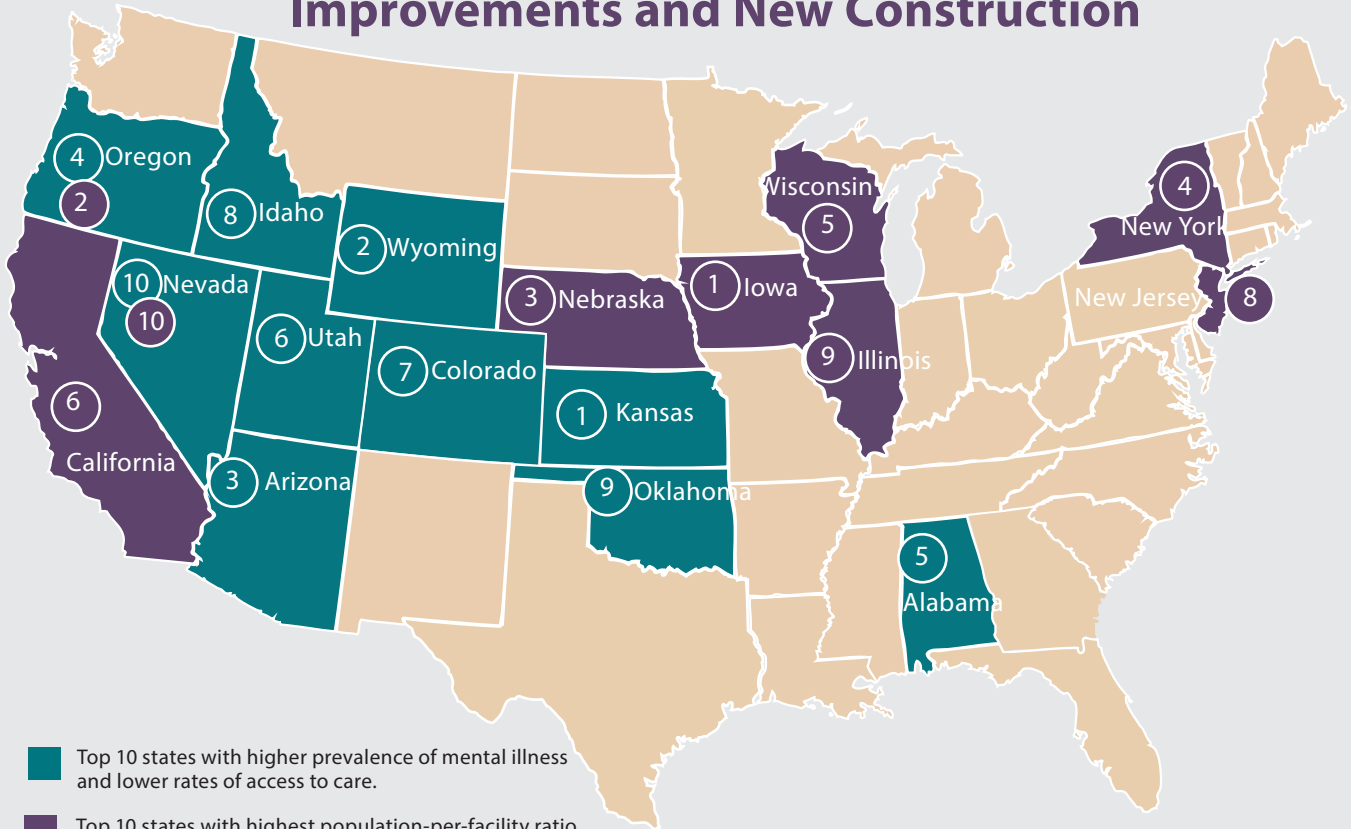 Improvements and New Construction
4 Oregon
2
8 Idaho
2 Wyoming
10 Nevada
10
6 Utah
7 Colorado
3 Nebraska
1 Iowa
Wisconsin
5
9 Illinois
4
New York
New Jersey
8
6
California
3 Arizona
1 Kansas
9 Oklahoma
5
Alabama
Top 10 states with higher prevalence of mental illness
and lower rates of access to care.
Top 10 states with highest population-per-facility ratio